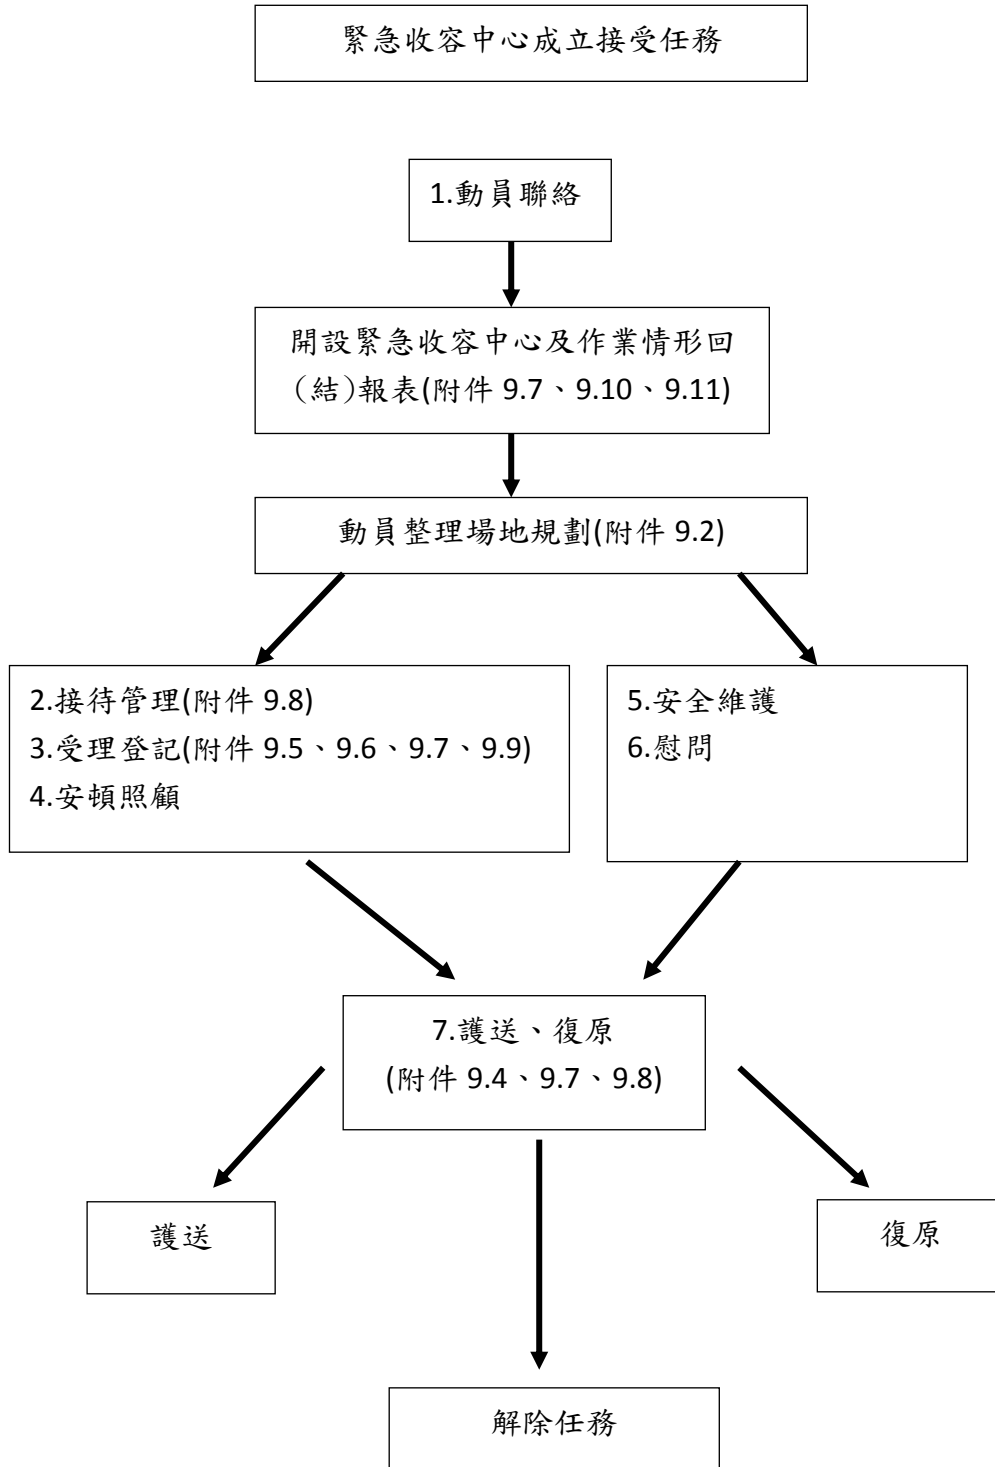 緊急收容中心成立接受任務
1.動員聯絡
開設緊急收容中心及作業情形回
(結)報表(附件 9.7、9.10、9.11)
動員整理場地規劃(附件 9.2)
2.接待管理(附件 9.8)
3.受理登記(附件 9.5、9.6、9.7、9.9)
4.安頓照顧
5.安全維護
6.慰問
7.護送、復原
(附件 9.4、9.7、9.8)
護送
復原
解除任務